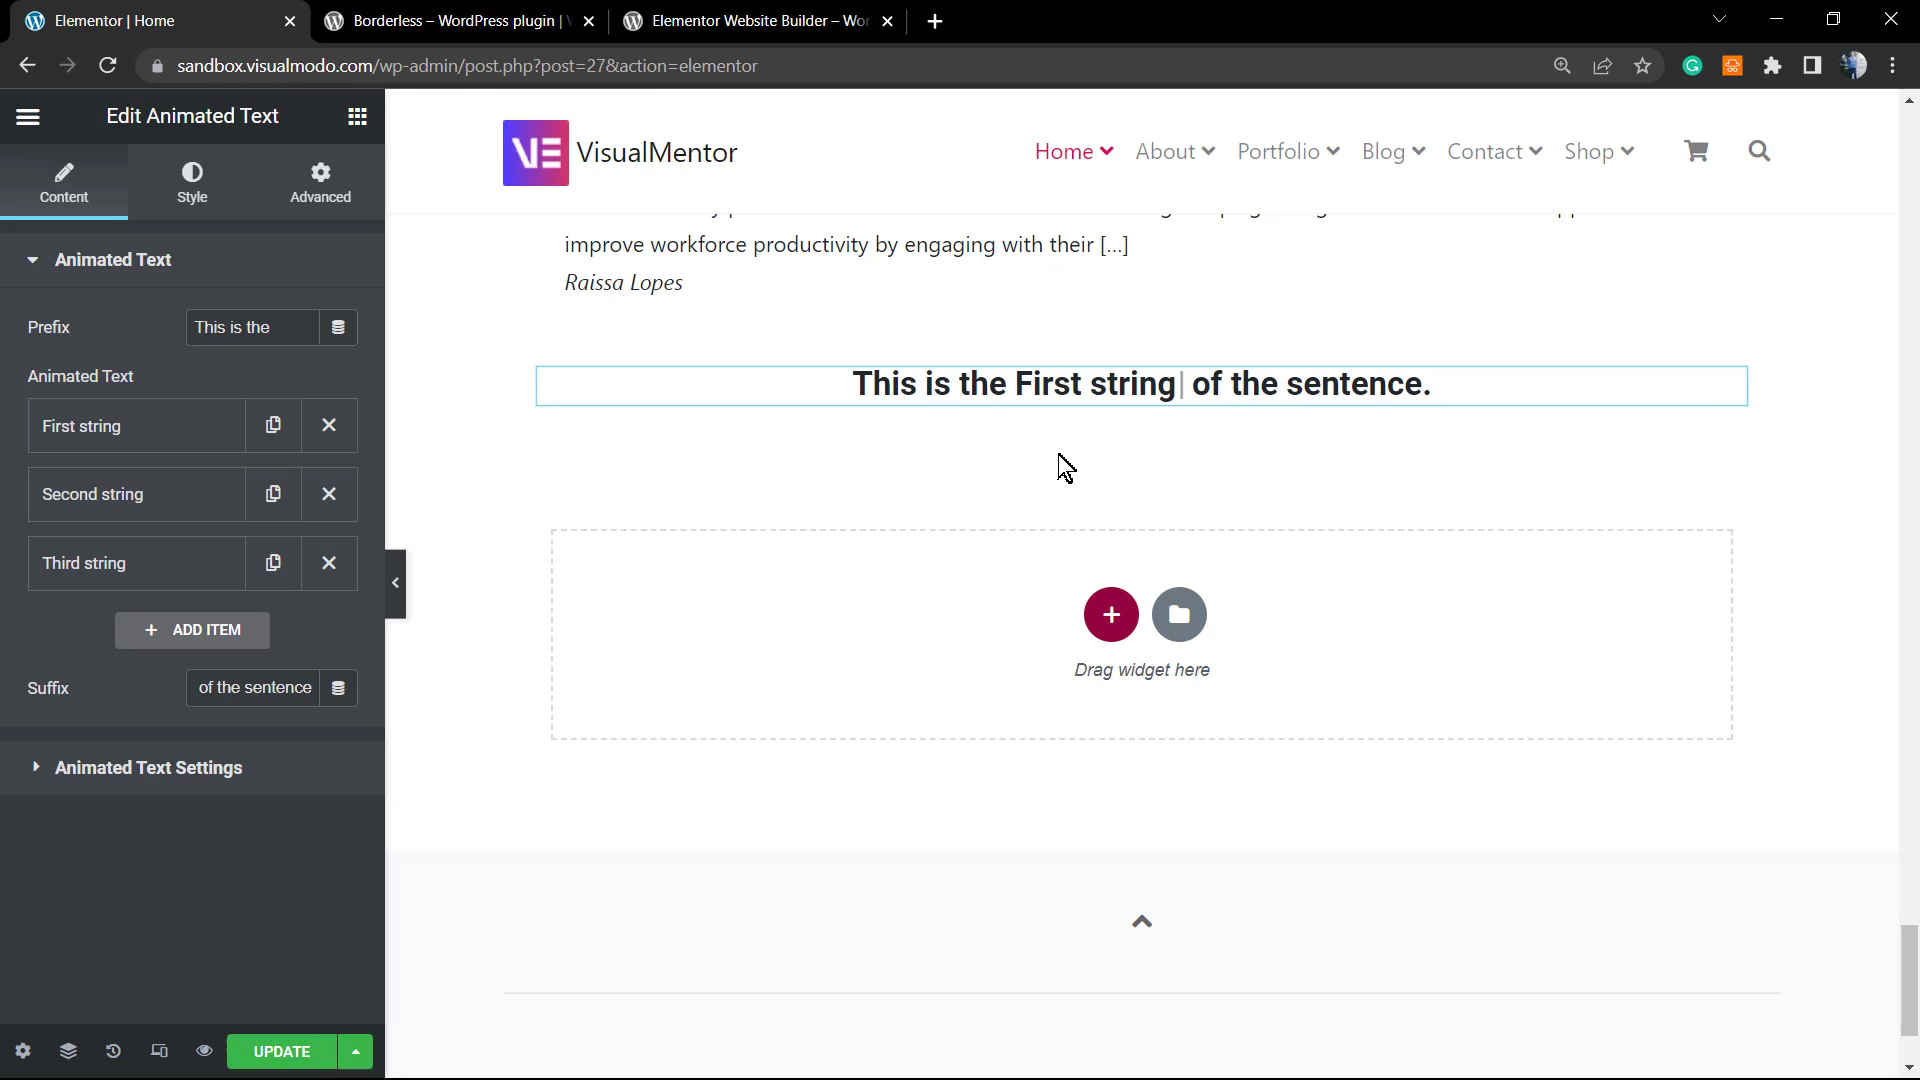 Elementor | Home
Borderless – WordPress plugin |
Elementor Website Builder – Wor
sandbox.visualmodo.com/wp-admin/post.php?post=27&action=elementor
Edit Animated Text
Content
Style
Advanced
Animated Text
Prefix
This is the
Animated Text
First string
Second string
Third string
+ ADD ITEM
Suffix
of the sentence
Animated Text Settings
UPDATE
VE VisualMentor
Home
About
Portfolio
Blog
Contact
Shop
improve workforce productivity by engaging with their […]
Raissa Lopes
This is the First string| of the sentence.
Drag widget here